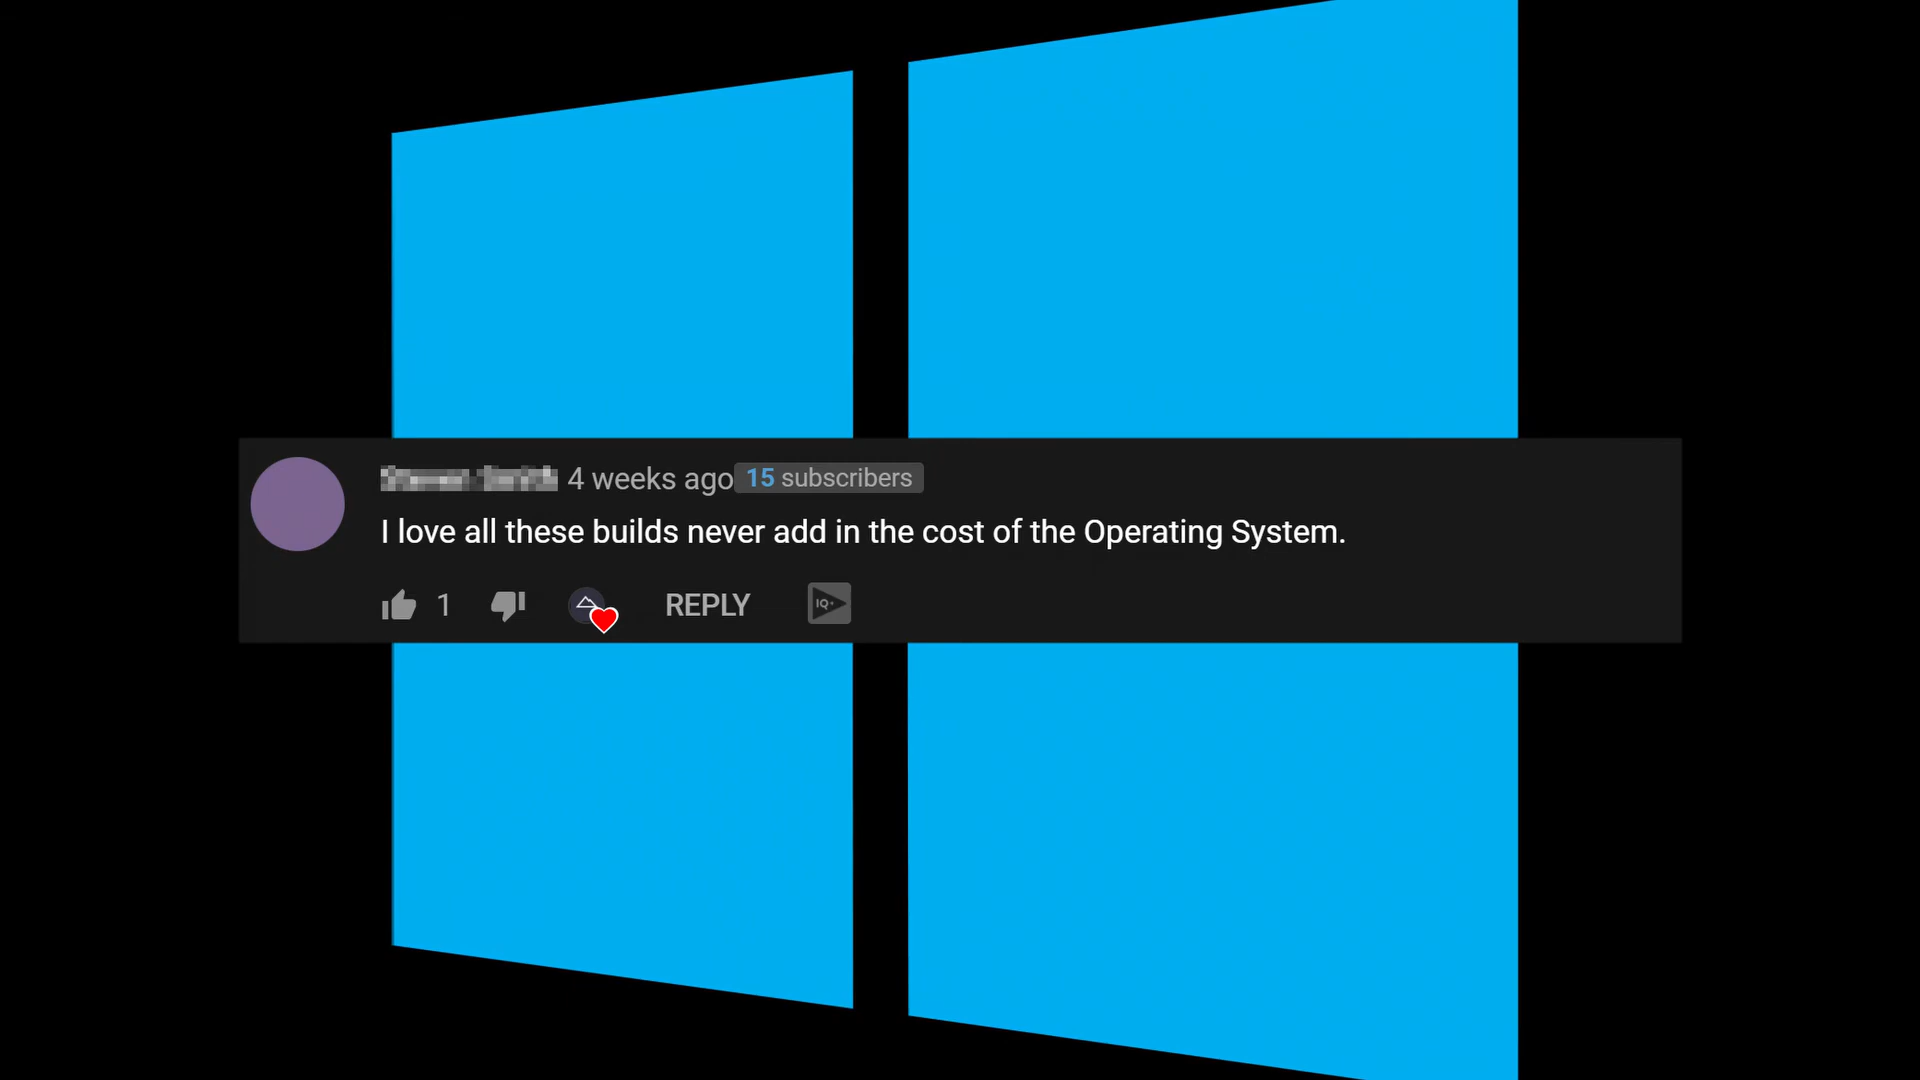 4 weeks ago 15 subscribers
I love all these builds never add in the cost of the Operating System.
1 REPLY IQ